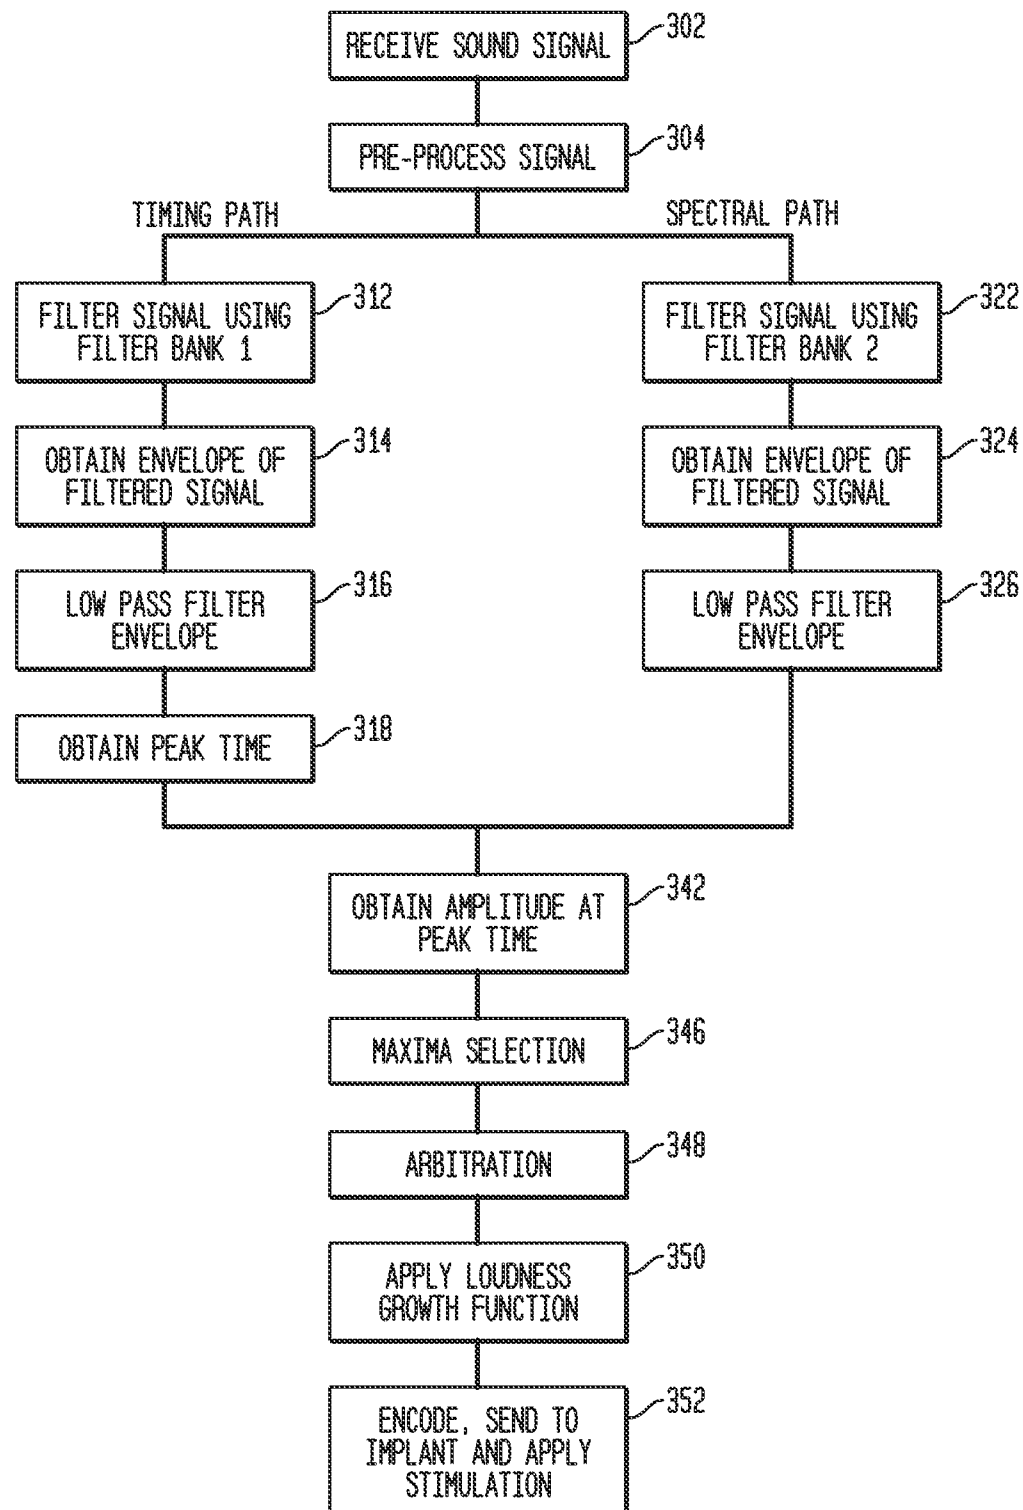 RECEIVE SOUND SIGNAL
302
PRE-PROCESS SIGNAL
304
TIMING PATH
SPECTRAL PATH
FILTER SIGNAL USING
FILTER BANK 1
312
FILTER SIGNAL USING
FILTER BANK 2
322
OBTAIN ENVELOPE OF
FILTERED SIGNAL
314
OBTAIN ENVELOPE OF
FILTERED SIGNAL
324
LOW PASS FILTER
ENVELOPE
316
LOW PASS FILTER
ENVELOPE
326
OBTAIN PEAK TIME
318
OBTAIN AMPLITUDE AT
PEAK TIME
342
MAXIMA SELECTION
346
ARBITRATION
348
APPLY LOUDNESS
GROWTH FUNCTION
350
ENCODE, SEND TO
IMPLANT AND APPLY
STIMULATION
352